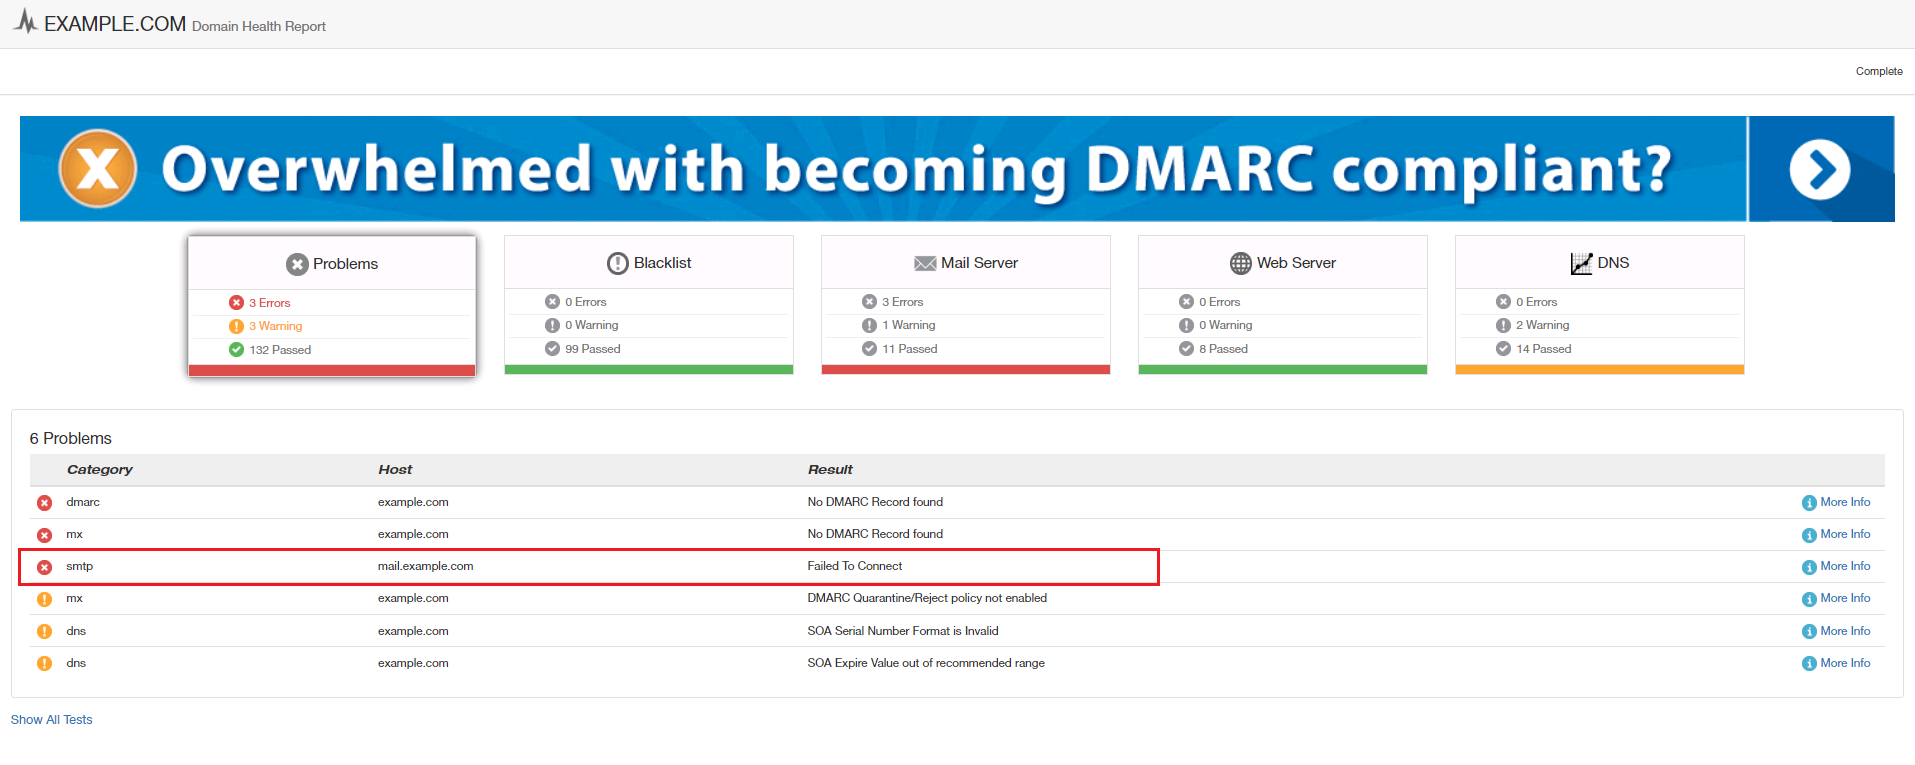 EXAMPLE.COM Domain Health Report
Complete
Overwhelmed with becoming DMARC compliant?
Problems
3 Errors
3 Warning
132 Passed
Blacklist
0 Errors
0 Warning
99 Passed
Mail Server
3 Errors
1 Warning
11 Passed
Web Server
0 Errors
0 Warning
8 Passed
DNS
0 Errors
2 Warning
14 Passed
6 Problems
Category Host Result
dmarc example.com No DMARC Record found More Info
mx example.com No DMARC Record found More Info
smtp mail.example.com Failed To Connect More Info
mx example.com DMARC Quarantine/Reject policy not enabled More Info
dns example.com SOA Serial Number Format is Invalid More Info
dns example.com SOA Expire Value out of recommended range More Info
Show All Tests